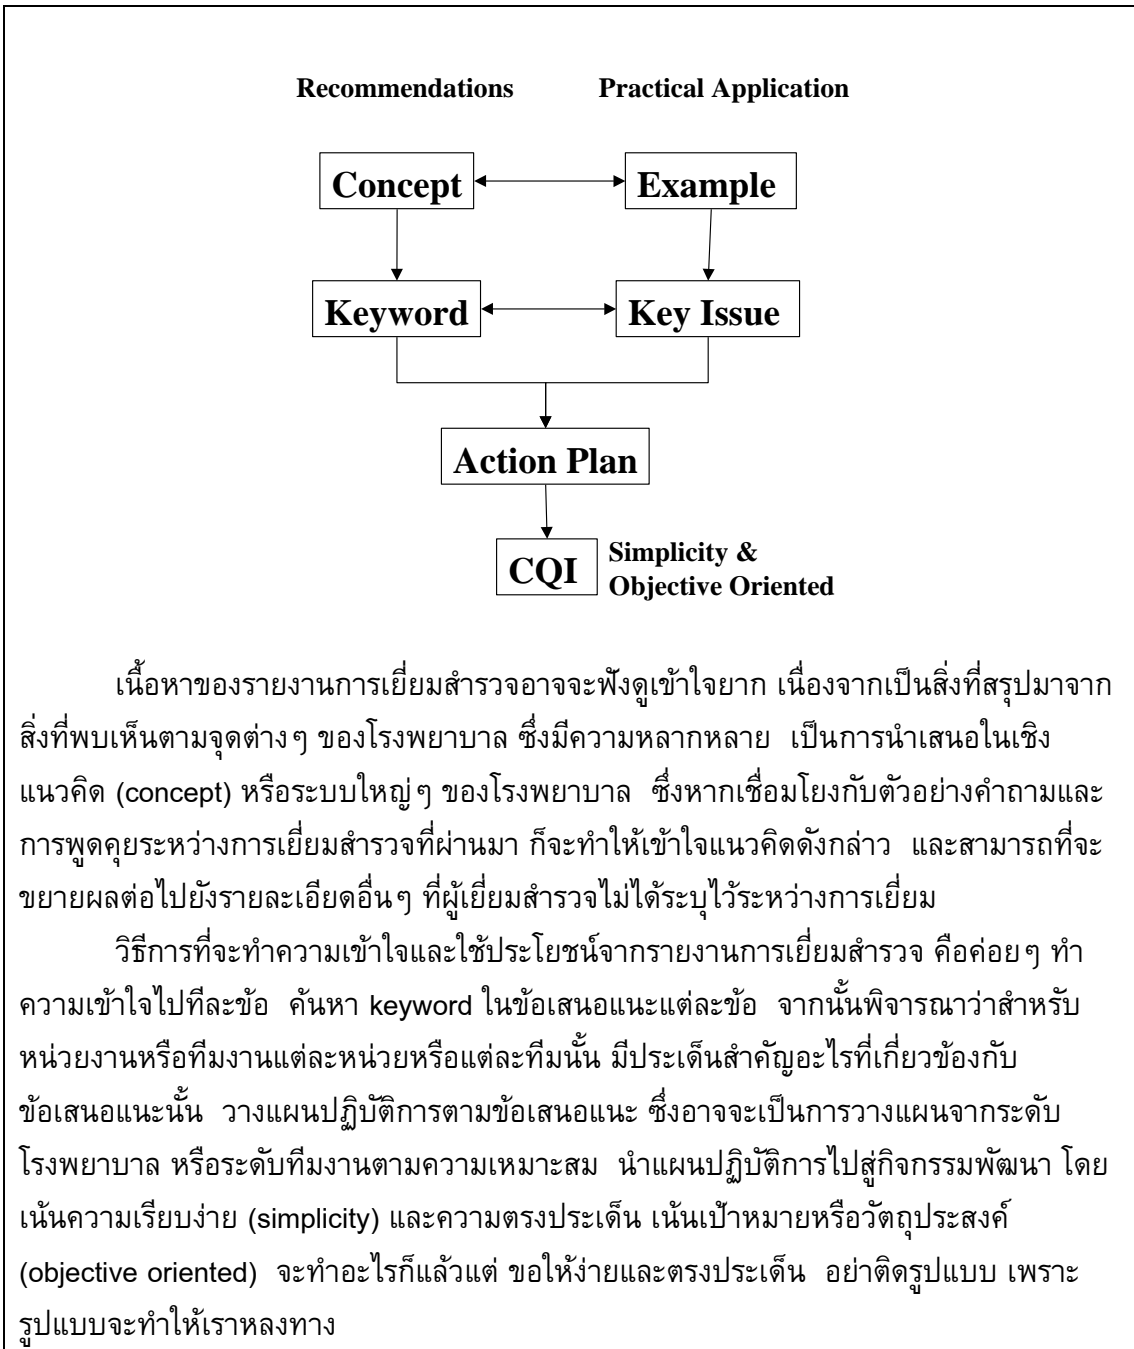 Recommendations Practical Application
Concept Example
Keyword Key Issue
Action Plan
CQI
Simplicity &
Objective Oriented
เนื้อหาของรายงานการเยี่ยมสำรวจอาจจะฟังดูเข้าใจยาก เนื่องจากเป็นสิ่งที่สรุปมาจาก
สิ่งที่พบเห็นตามจุดต่างๆ ของโรงพยาบาล ซึ่งมีความหลากหลาย เป็นการนำเสนอในเชิง
แนวคิด (concept) หรือระบบใหญ่ๆ ของโรงพยาบาล ซึ่งหากเชื่อมโยงกับตัวอย่างคำถามและ
การพูดคุยระหว่างการเยี่ยมสำรวจที่ผ่านมา ก็จะทำให้เข้าใจแนวคิดดังกล่าว และสามารถที่จะ
ขยายผลต่อไปยังรายละเอียดอื่นๆ ที่ผู้เยี่ยมสำรวจไม่ได้ระบุไว้ระหว่างการเยี่ยม
วิธีการที่จะทำความเข้าใจและใช้ประโยชน์จากรายงานการเยี่ยมสำรวจ คือค่อยๆ ทำ
ความเข้าใจไปทีละข้อ ค้นหา keyword ในข้อเสนอแนะแต่ละข้อ จากนั้นพิจารณาว่าสำหรับ
หน่วยงานหรือทีมงานแต่ละหน่วยหรือแต่ละทีมนั้น มีประเด็นสำคัญอะไรที่เกี่ยวข้องกับ
ข้อเสนอแนะนั้น วางแผนปฏิบัติการตามข้อเสนอแนะ ซึ่งอาจจะเป็นการวางแผนจากระดับ
โรงพยาบาล หรือระดับทีมงานตามความเหมาะสม นำแผนปฏิบัติการไปสู่กิจกรรมพัฒนา โดย
เน้นความเรียบง่าย (simplicity) และความตรงประเด็น เน้นเป้าหมายหรือวัตถุประสงค์
(objective oriented) จะทำอะไรก็แล้วแต่ ขอให้ง่ายและตรงประเด็น อย่าติดรูปแบบ เพราะ
รูปแบบจะทำให้เราหลงทาง